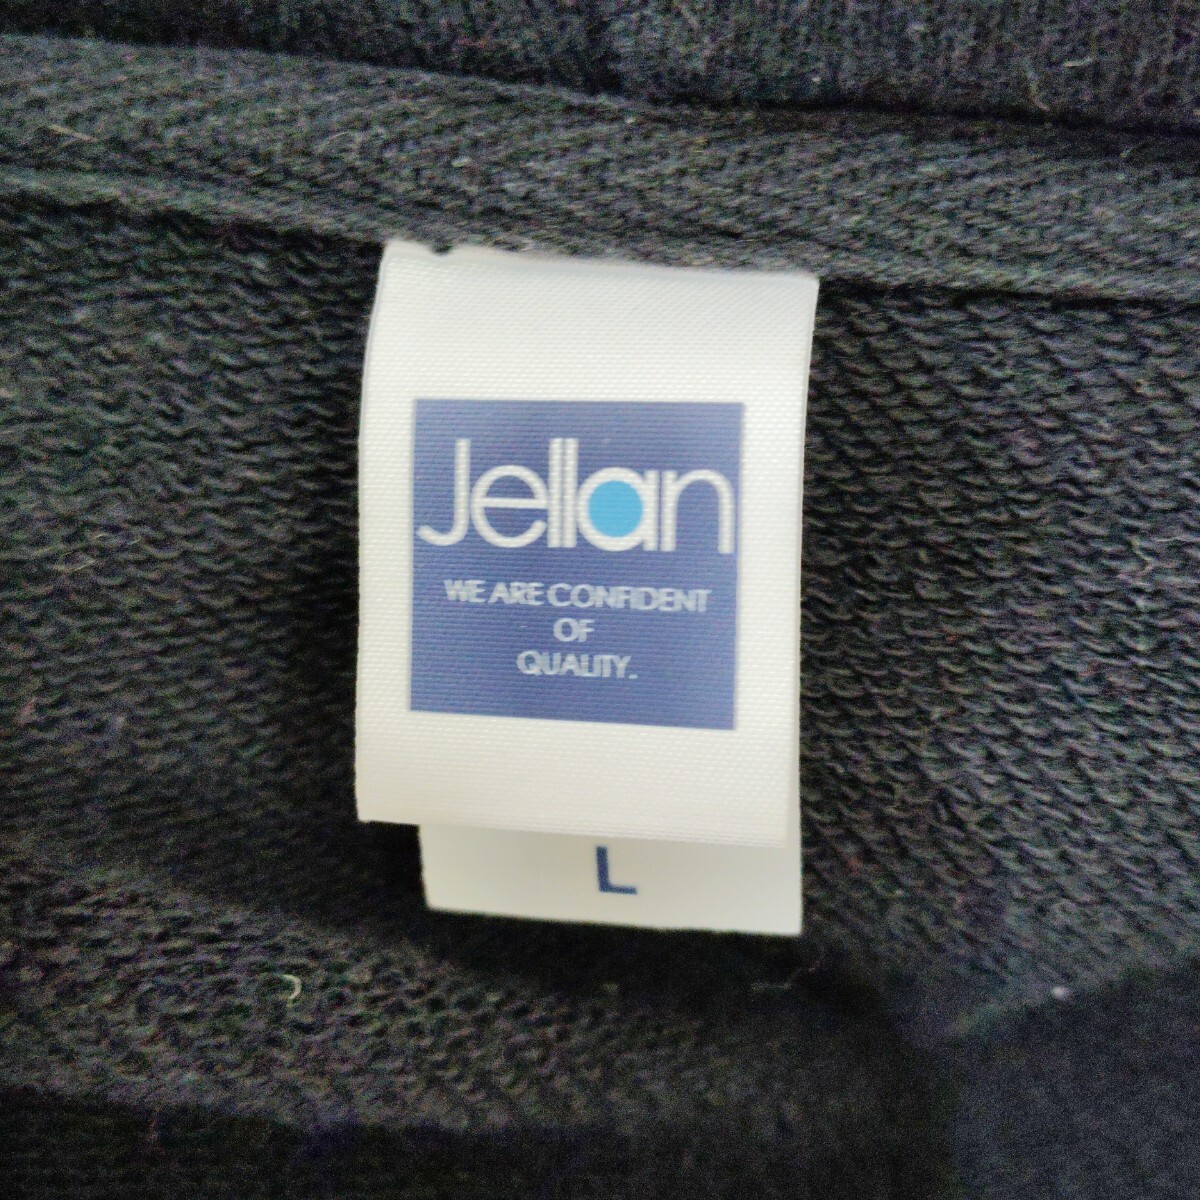 Jellan
WE ARE CONFIDENT
OF
QUALITY.
L